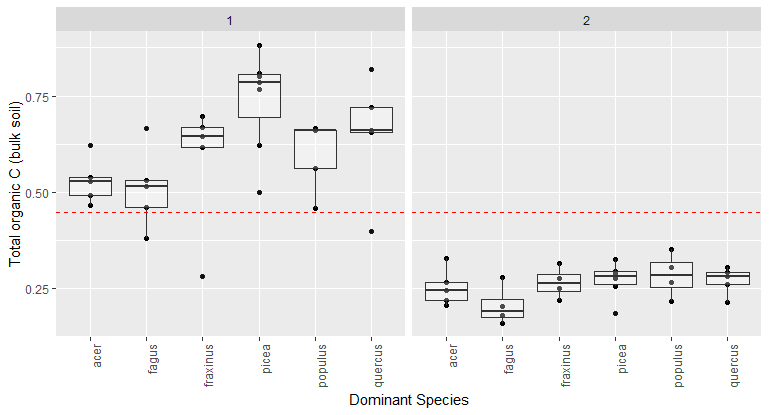 1 2
Total organic C (bulk soil)
0.75
0.50
0.25
acer fagus fraxinus picea populus quercus acer fagus fraxinus picea populus quercus
Dominant Species